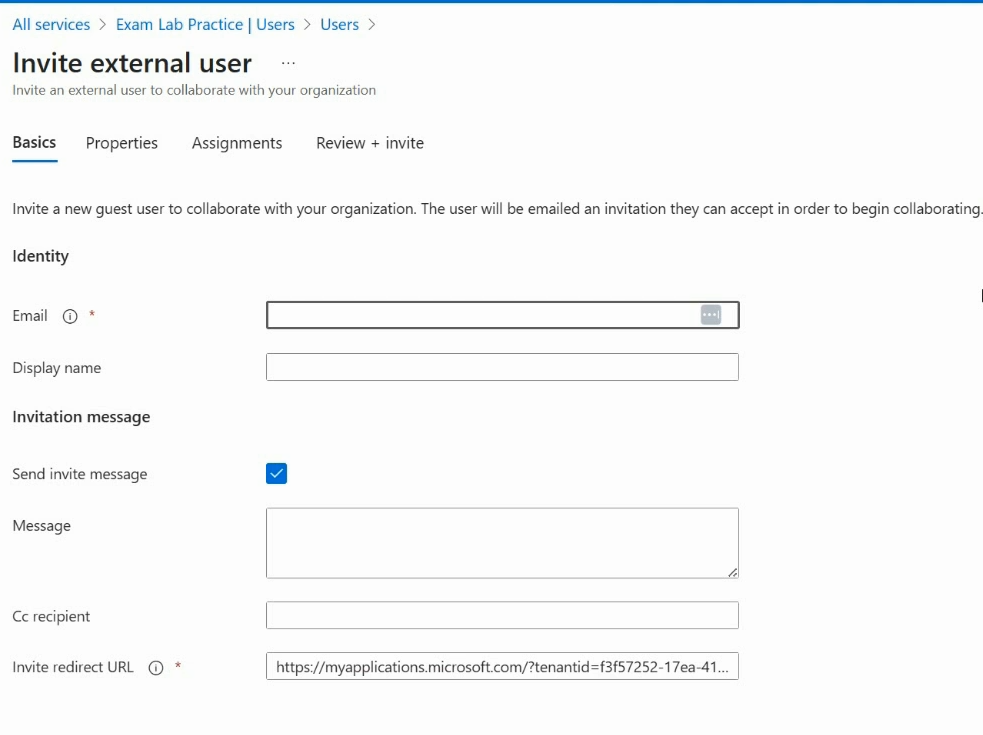 All services > Exam Lab Practice | Users > Users >
Invite external user ...
Invite an external user to collaborate with your organization
Basics Properties Assignments Review + invite
Invite a new guest user to collaborate with your organization. The user will be emailed an invitation they can accept in order to begin collaborating.
Identity
Email *
Display name
Invitation message
Send invite message
Message
Cc recipient
Invite redirect URL * https://myapplications.microsoft.com/?tenantid=f3f57252-17ea-41...